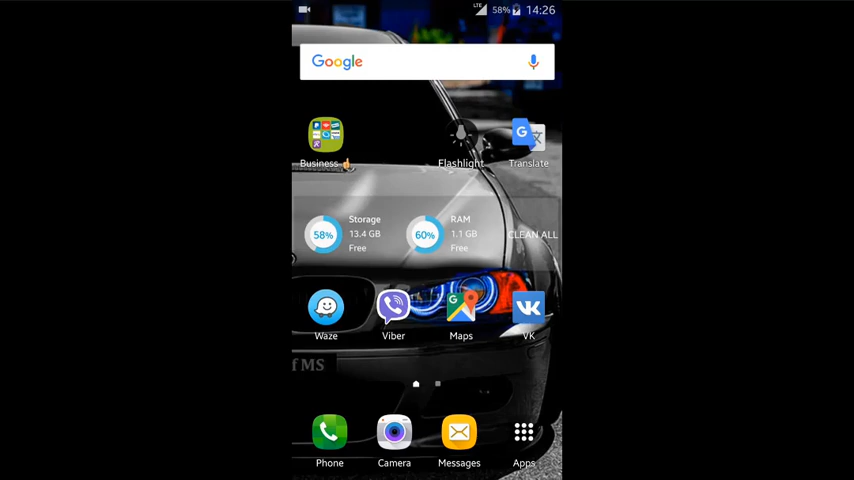 LTE 58% 14:26
Google
Business
Flashlight
Translate
58%
Storage
13.4 GB
Free
60%
RAM
1.1 GB
Free
CLEAN ALL
Waze
Viber
Maps
VK
f MS
Phone
Camera
Messages
Apps